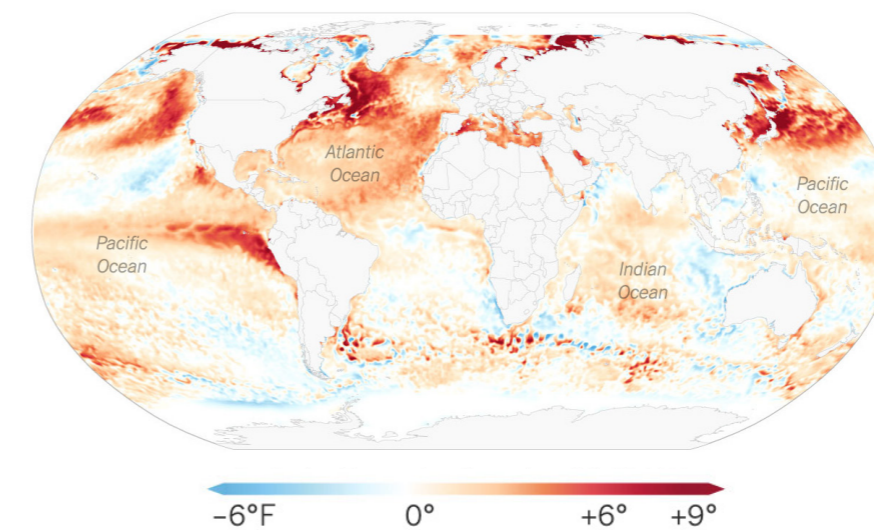 Atlantic
Ocean
Pacific
Ocean
Pacific
Ocean
Indian
Ocean
−6°F 0° +6° +9°